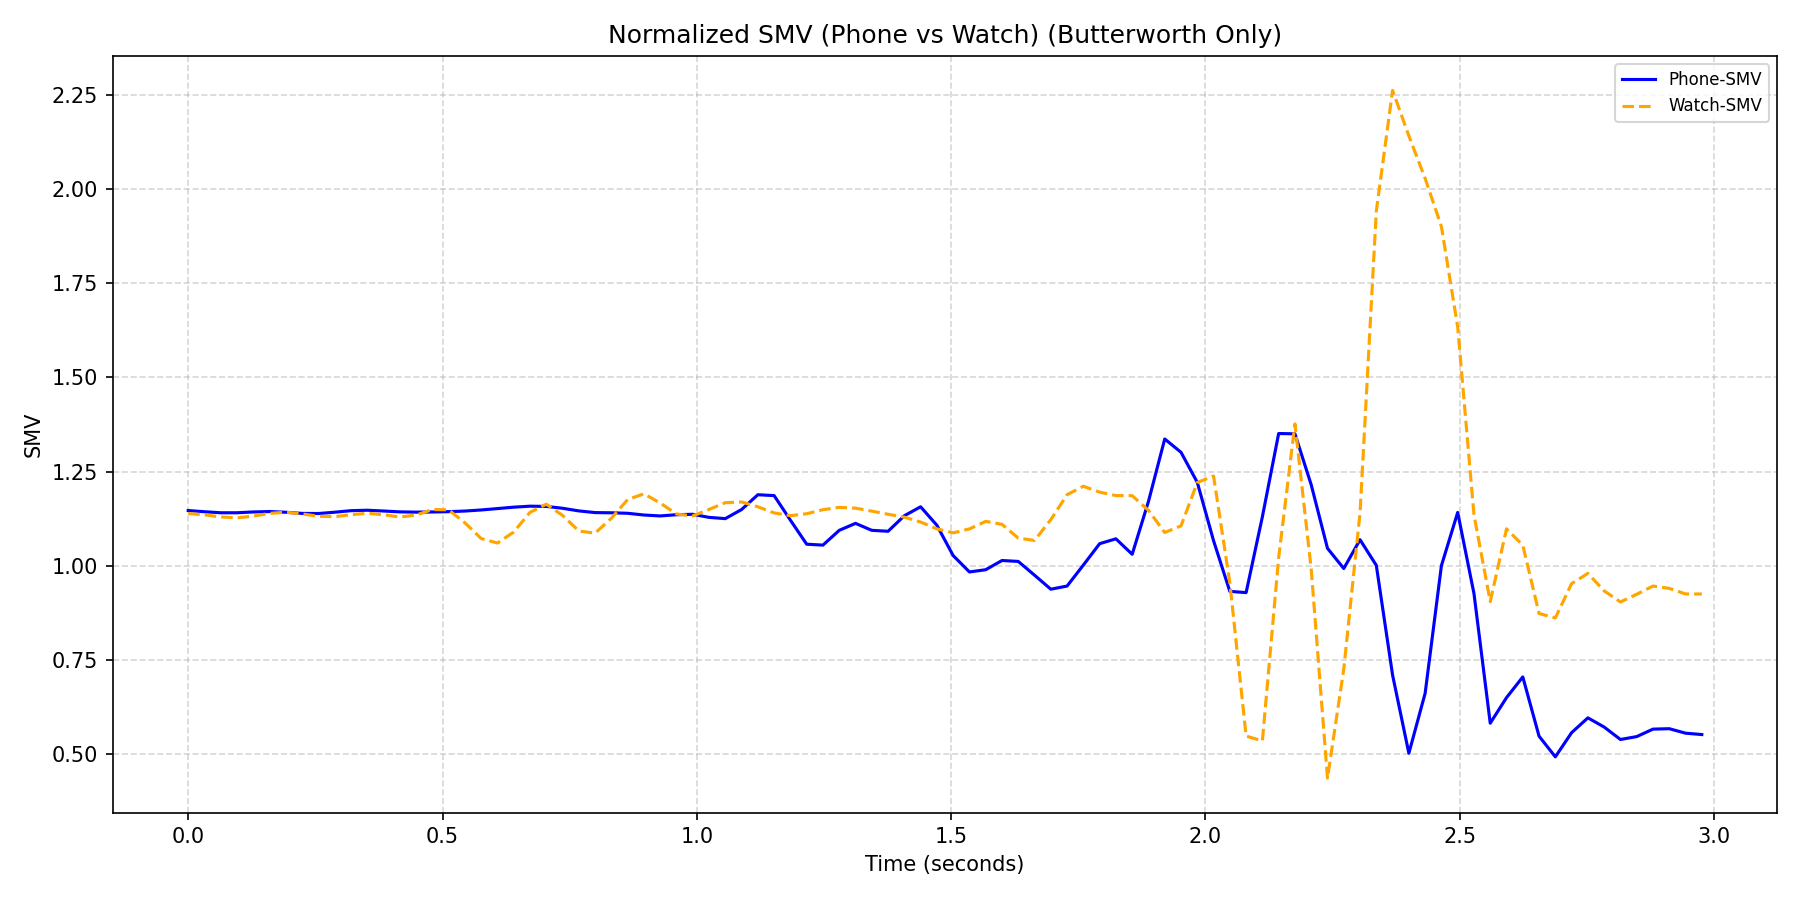 Normalized SMV (Phone vs Watch) (Butterworth Only)
Phone-SMV
Watch-SMV
2.25
2.00
1.75
1.50
1.25
1.00
0.75
0.50
SMV
0.0 0.5 1.0 1.5 2.0 2.5 3.0
Time (seconds)